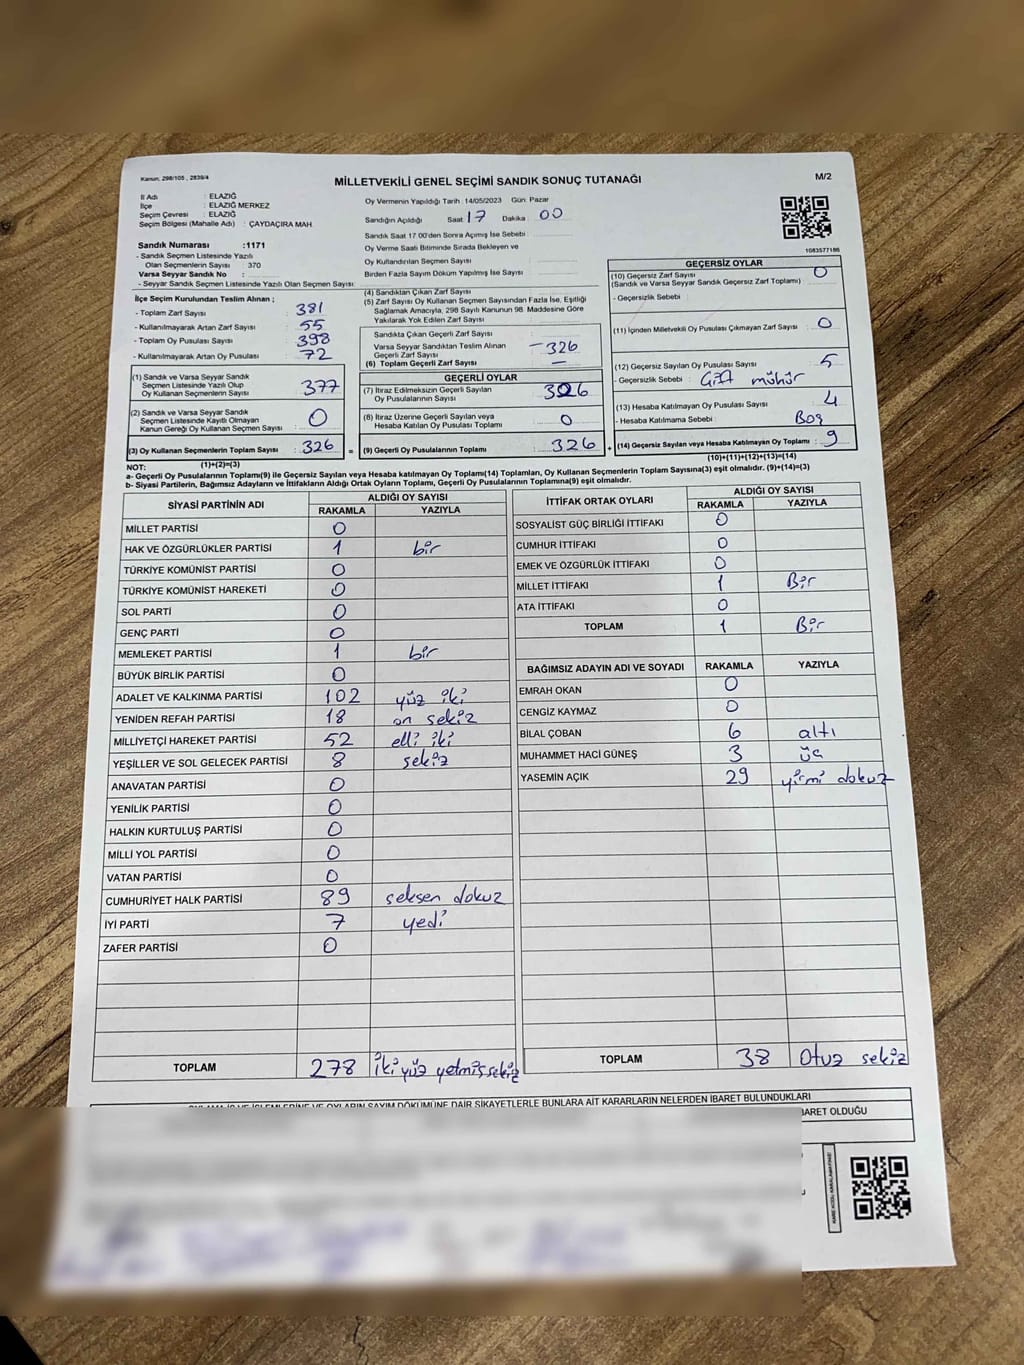 Kanun: 298/105 , 2839/4
MİLLETVEKİLİ GENEL SEÇİMİ SANDIK SONUÇ TUTANAĞI
M/2
İl Adı : ELAZIĞ
İlçe : ELAZIĞ MERKEZ
Seçim Çevresi : ELAZIĞ
Seçim Bölgesi (Mahalle Adı) : ÇAYDAÇIRA MAH
Sandık Numarası :1171
- Sandık Seçmen Listesinde Yazılı
Olan Seçmenlerin Sayısı : 370
Varsa Seyyar Sandık No :
- Seyyar Sandık Seçmen Listesinde Yazılı Olan Seçmen Sayısı:
Oy Vermenin Yapıldığı Tarih : 14/05/2023 Gün: Pazar
Sandığın Açıldığı Saat : 17 Dakika : 00
Sandık Saat 17:00'den Sonra Açımış İse Sebebi :
Oy Verme Saati Bitiminde Sırada Bekleyen ve
Oy Kullandırılan Seçmen Sayısı :
Birden Fazla Sayım Döküm Yapılmış İse Sayısı :
1083577186
İlçe Seçim Kurulundan Teslim Alınan ;
- Toplam Zarf Sayısı : 381
- Kullanılmayarak Artan Zarf Sayısı : 55
- Toplam Oy Pusulası Sayısı : 398
- Kullanılmayarak Artan Oy Pusulası : 72
(4) Sandıktan Çıkan Zarf Sayısı :
(5) Zarf Sayısı Oy Kullanan Seçmen Sayısından Fazla İse, Eşitliği
Sağlamak Amacıyla, 298 Sayılı Kanunun 98. Maddesine Göre
Yakılarak Yok Edilen Zarf Sayısı :
Sandıkta Çıkan Geçerli Zarf Sayısı :
Varsa Seyyar Sandıktan Teslim Alınan
Geçerli Zarf Sayısı : – 326
(6) Toplam Geçerli Zarf Sayısı : —
GEÇERSİZ OYLAR
(10) Geçersiz Zarf Sayısı : 0
(Sandık ve Varsa Seyyar Sandık Geçersiz Zarf Toplamı) :
- Geçersizlik Sebebi :
(11) İçinden Milletvekili Oy Pusulası Çıkmayan Zarf Sayısı : 0
(12) Geçersiz Sayılan Oy Pusulası Sayısı : 5
- Geçersizlik Sebebi : Çift mühür
(13) Hesaba Katılmayan Oy Pusulası Sayısı : 4
- Hesaba Katılmama Sebebi : Boş
(14) Geçersiz Sayılan veya Hesaba Katılmayan Oy Toplamı : 9
(10)+(11)+(12)+(13)=(14)
(1) Sandık ve Varsa Seyyar Sandık
Seçmen Listesinde Yazılı Olup
Oy Kullanan Seçmen Sayısı : 377
(2) Sandık ve Varsa Seyyar Sandık
Seçmen Listesinde Kayıtlı Olmayan
Kanun Gereği Oy Kullanan Seçmen Sayısı : 0
(3) Oy Kullanan Seçmenlerin Toplam Sayısı : 326
(1)+(2)=(3)
GEÇERLİ OYLAR
(7) İtiraz Edilmeksizin Geçerli Sayılan
Oy Pusulalarının Sayısı : 326
(8) İtiraz Üzerine Geçerli Sayılan veya
Hesaba Katılan Oy Pusulası Toplamı : 0
= (9) Geçerli Oy Pusulalarının Toplamı : 326 +
NOT:
a- Geçerli Oy Pusulalarının Toplamı(9) ile Geçersiz Sayılan veya Hesaba katılmayan Oy Toplamı(14) Toplamları, Oy Kullanan Seçmenlerin Toplam Sayısına(3) eşit olmalıdır. (9)+(14)=(3)
b- Siyasi Partilerin, Bağımsız Adayların ve İttifakların Aldığı Ortak Oyların Toplamı, Geçerli Oy Pusulalarının Toplamına(9) eşit olmalıdır.
SİYASİ PARTİNİN ADI ALDIĞI OY SAYISI
RAKAMLA YAZIYLA
MİLLET PARTİSİ 0
HAK VE ÖZGÜRLÜKLER PARTİSİ 1 bir
TÜRKİYE KOMÜNİST PARTİSİ 0
TÜRKİYE KOMÜNİST HAREKETİ 0
SOL PARTİ 0
GENÇ PARTİ 0
MEMLEKET PARTİSİ 1 bir
BÜYÜK BİRLİK PARTİSİ 0
ADALET VE KALKINMA PARTİSİ 102 yüz iki
YENİDEN REFAH PARTİSİ 18 on sekiz
MİLLİYETÇİ HAREKET PARTİSİ 52 elli iki
YEŞİLLER VE SOL GELECEK PARTİSİ 8 sekiz
ANAVATAN PARTİSİ 0
YENİLİK PARTİSİ 0
HALKIN KURTULUŞ PARTİSİ 0
MİLLİ YOL PARTİSİ 0
VATAN PARTİSİ 0
CUMHURİYET HALK PARTİSİ 89 seksen dokuz
İYİ PARTİ 7 yedi
ZAFER PARTİSİ 0
TOPLAM 278 iki yüz yetmiş sekiz
İTTİFAK ORTAK OYLARI ALDIĞI OY SAYISI
RAKAMLA YAZIYLA
SOSYALİST GÜÇ BİRLİĞİ İTTİFAKI 0
CUMHUR İTTİFAKI 0
EMEK VE ÖZGÜRLÜK İTTİFAKI 0
MİLLET İTTİFAKI 1 Bir
ATA İTTİFAKI 0
TOPLAM 1 Bir
BAĞIMSIZ ADAYIN ADI VE SOYADI RAKAMLA YAZIYLA
EMRAH OKAN 0
CENGİZ KAYMAZ 0
BİLAL ÇOBAN 6 altı
MUHAMMET HACİ GÜNEŞ 3 üç
YASEMİN AÇIK 29 yirmi dokuz
TOPLAM 38 Otuz sekiz
OYLAMA İŞ VE İŞLEMLERİNE VE OYLARIN SAYIM DÖKÜMÜNE DAİR ŞİKAYETLERLE BUNLARA AİT KARARLARIN NELERDEN İBARET BULUNDUKLARI
BARET OLDUĞU